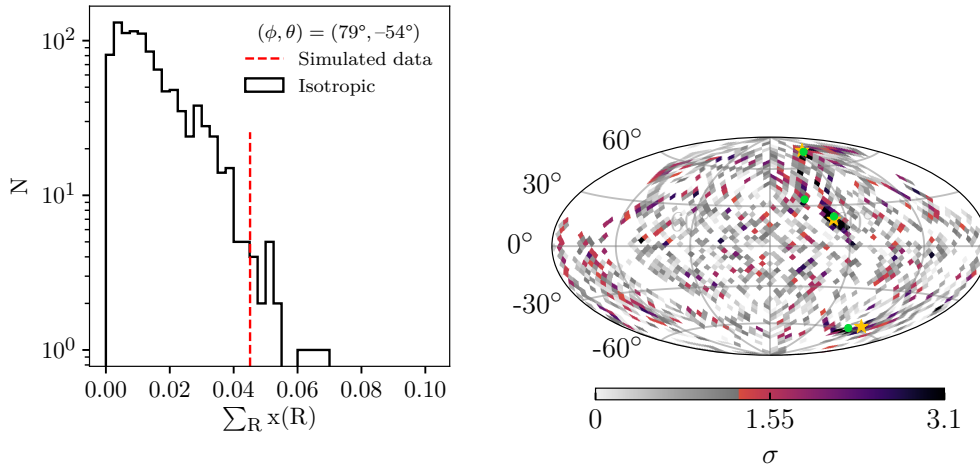 (ϕ, θ) = (79°, –54°)
Simulated data
Isotropic
N
10²
10¹
10⁰
0.00 0.02 0.04 0.06 0.08 0.10
∑_R x(R)
60°
30°
0°
-30°
-60°
0 1.55 3.1
σ